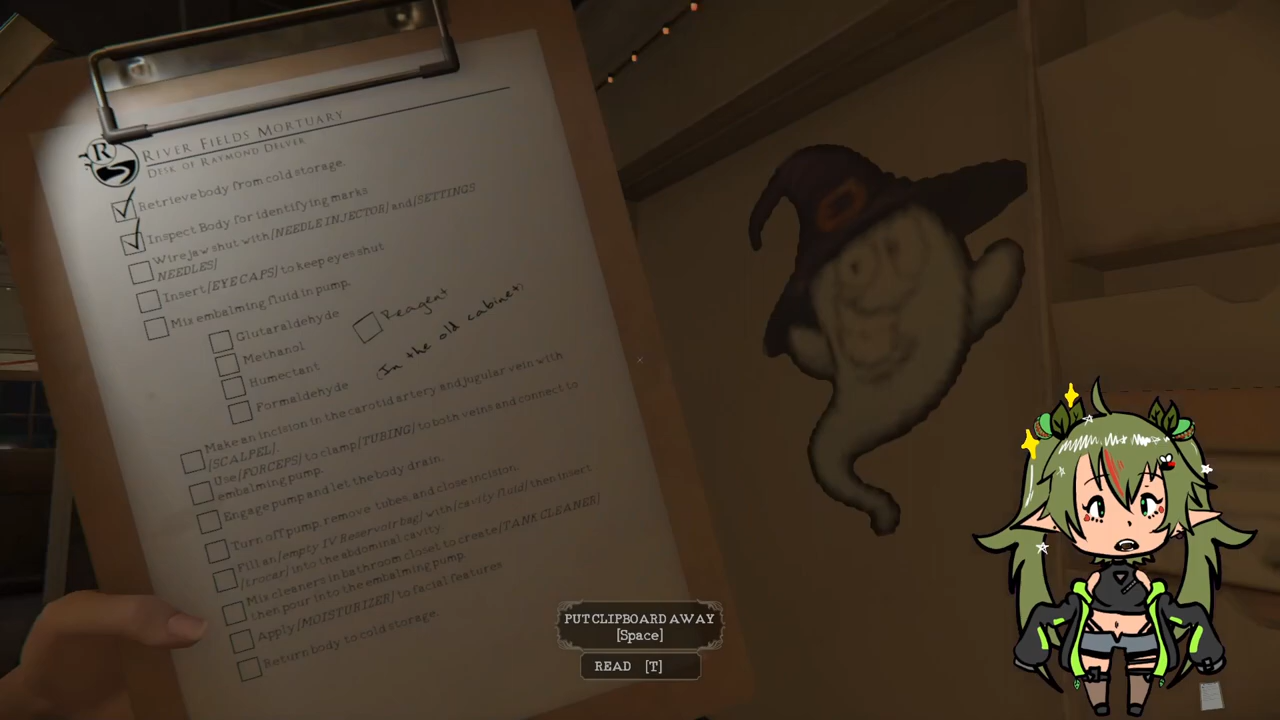 R
RIVER FIELDS MORTUARY
DESK OF RAYMOND DELVER
Retrieve body from cold storage.
Inspect Body for identifying marks
Wire jaw shut with [NEEDLE INJECTOR] and [SETTINGS
NEEDLES]
Insert [EYE CAPS] to keep eyes shut
Mix embalming fluid in pump.
Glutaraldehyde
Reagent
Methanol
(In the old cabinet)
Humectant
Formaldehyde
Make an incision in the carotid artery and jugular vein with
[SCALPEL].
Use [FORCEPS] to clamp [TUBING] to both veins and connect to
embalming pump.
Engage pump and let the body drain.
Turn off pump, remove tubes, and close incision.
Fill an [empty IV Reservoir bag] with [cavity fluid] then insert
[trocar] into the abdominal cavity.
Mix cleaners in bathroom closet to create [TANK CLEANER]
then pour into the embalming pump.
Apply [MOISTURIZER] to facial features
Return body to cold storage.
PUT CLIPBOARD AWAY
[Space]
READ [T]